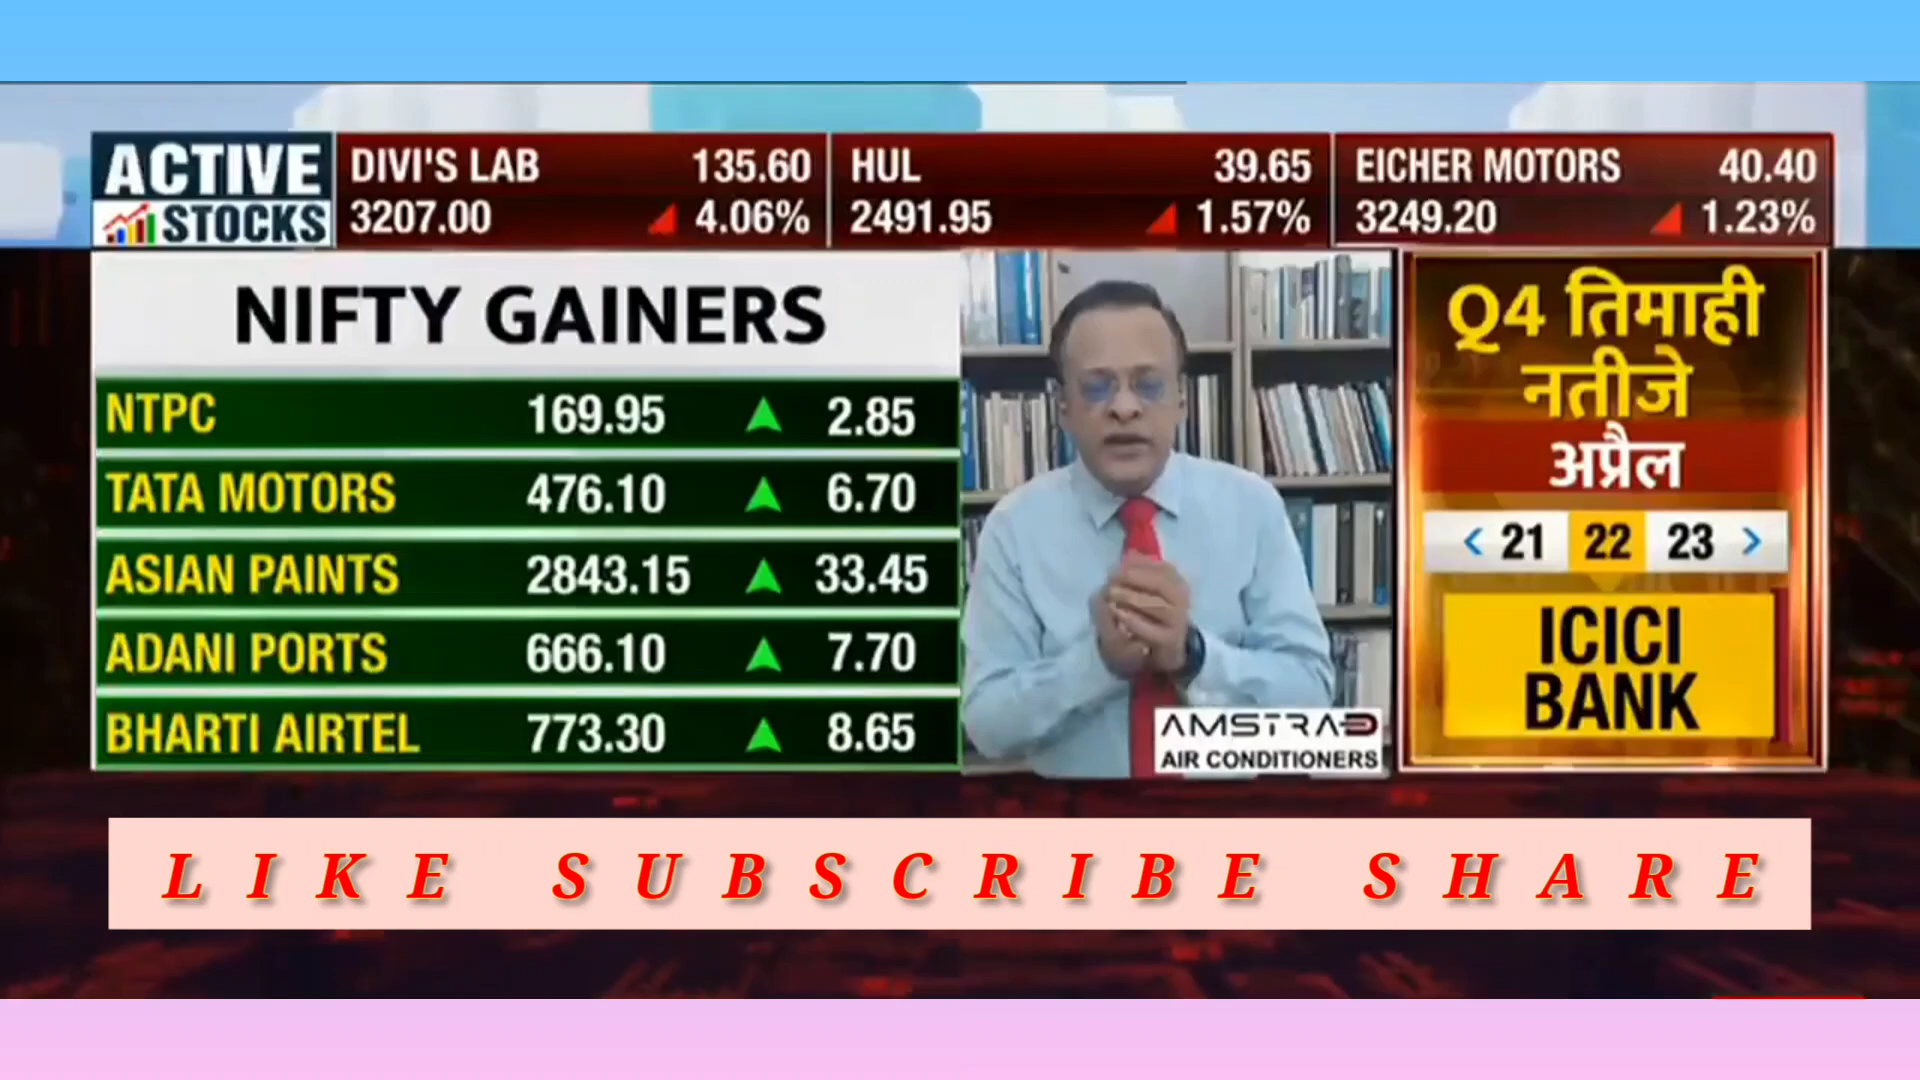 ACTIVE
STOCKS
DIVI'S LAB 135.60
3207.00 4.06%
HUL 39.65
2491.95 1.57%
EICHER MOTORS 40.40
3249.20 1.23%
NIFTY GAINERS
NTPC 169.95 2.85
TATA MOTORS 476.10 6.70
ASIAN PAINTS 2843.15 33.45
ADANI PORTS 666.10 7.70
BHARTI AIRTEL 773.30 8.65
AMSTRAD
AIR CONDITIONERS
Q4 तिमाही
नतीजे
अप्रैल
< 21 22 23 >
ICICI
BANK
LIKE SUBSCRIBE SHARE